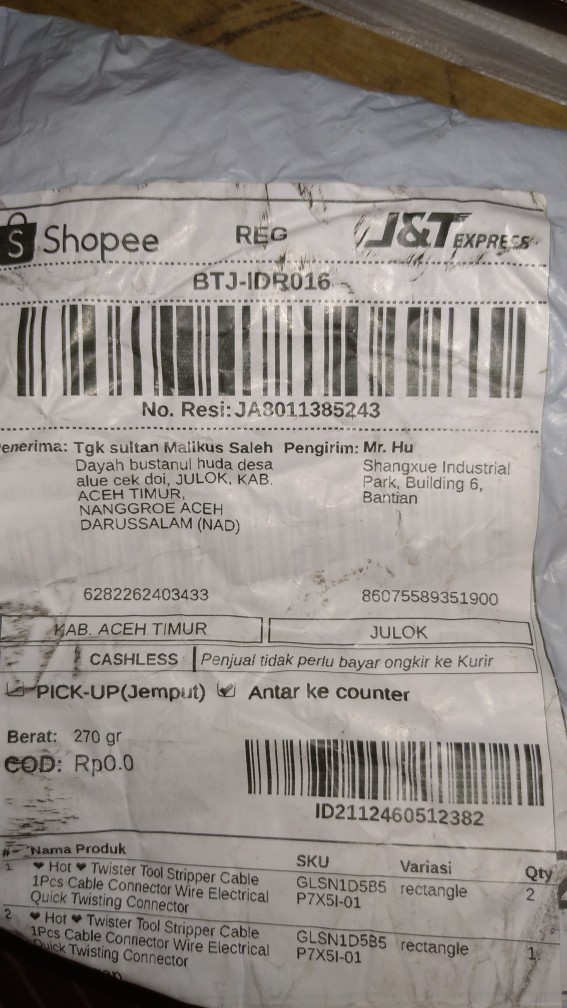 S Shopee REG J&T EXPRESS
BTJ-IDR016
No. Resi: JA8011385243
enerima: Tgk sultan Malikus Saleh Pengirim: Mr. Hu
Dayah bustanul huda desa Shangxue Industrial
alue cek doi, JULOK, KAB. Park, Building 6,
ACEH TIMUR, Bantian
NANGGROE ACEH
DARUSSALAM (NAD)
6282262403433 86075589351900
KAB. ACEH TIMUR JULOK
CASHLESS Penjual tidak perlu bayar ongkir ke Kurir
PICK-UP(Jemput) Antar ke counter
Berat: 270 gr
COD: Rp0.0
ID2112460512382
# Nama Produk SKU Variasi Qty
1 ❤ Hot ❤ Twister Tool Stripper Cable GLSN1D5B5 rectangle 2
1Pcs Cable Connector Wire Electrical P7X5I-01
Quick Twisting Connector
2 ❤ Hot ❤ Twister Tool Stripper Cable GLSN1D5B5 rectangle 1
1Pcs Cable Connector Wire Electrical P7X5I-01
Quick Twisting Connector